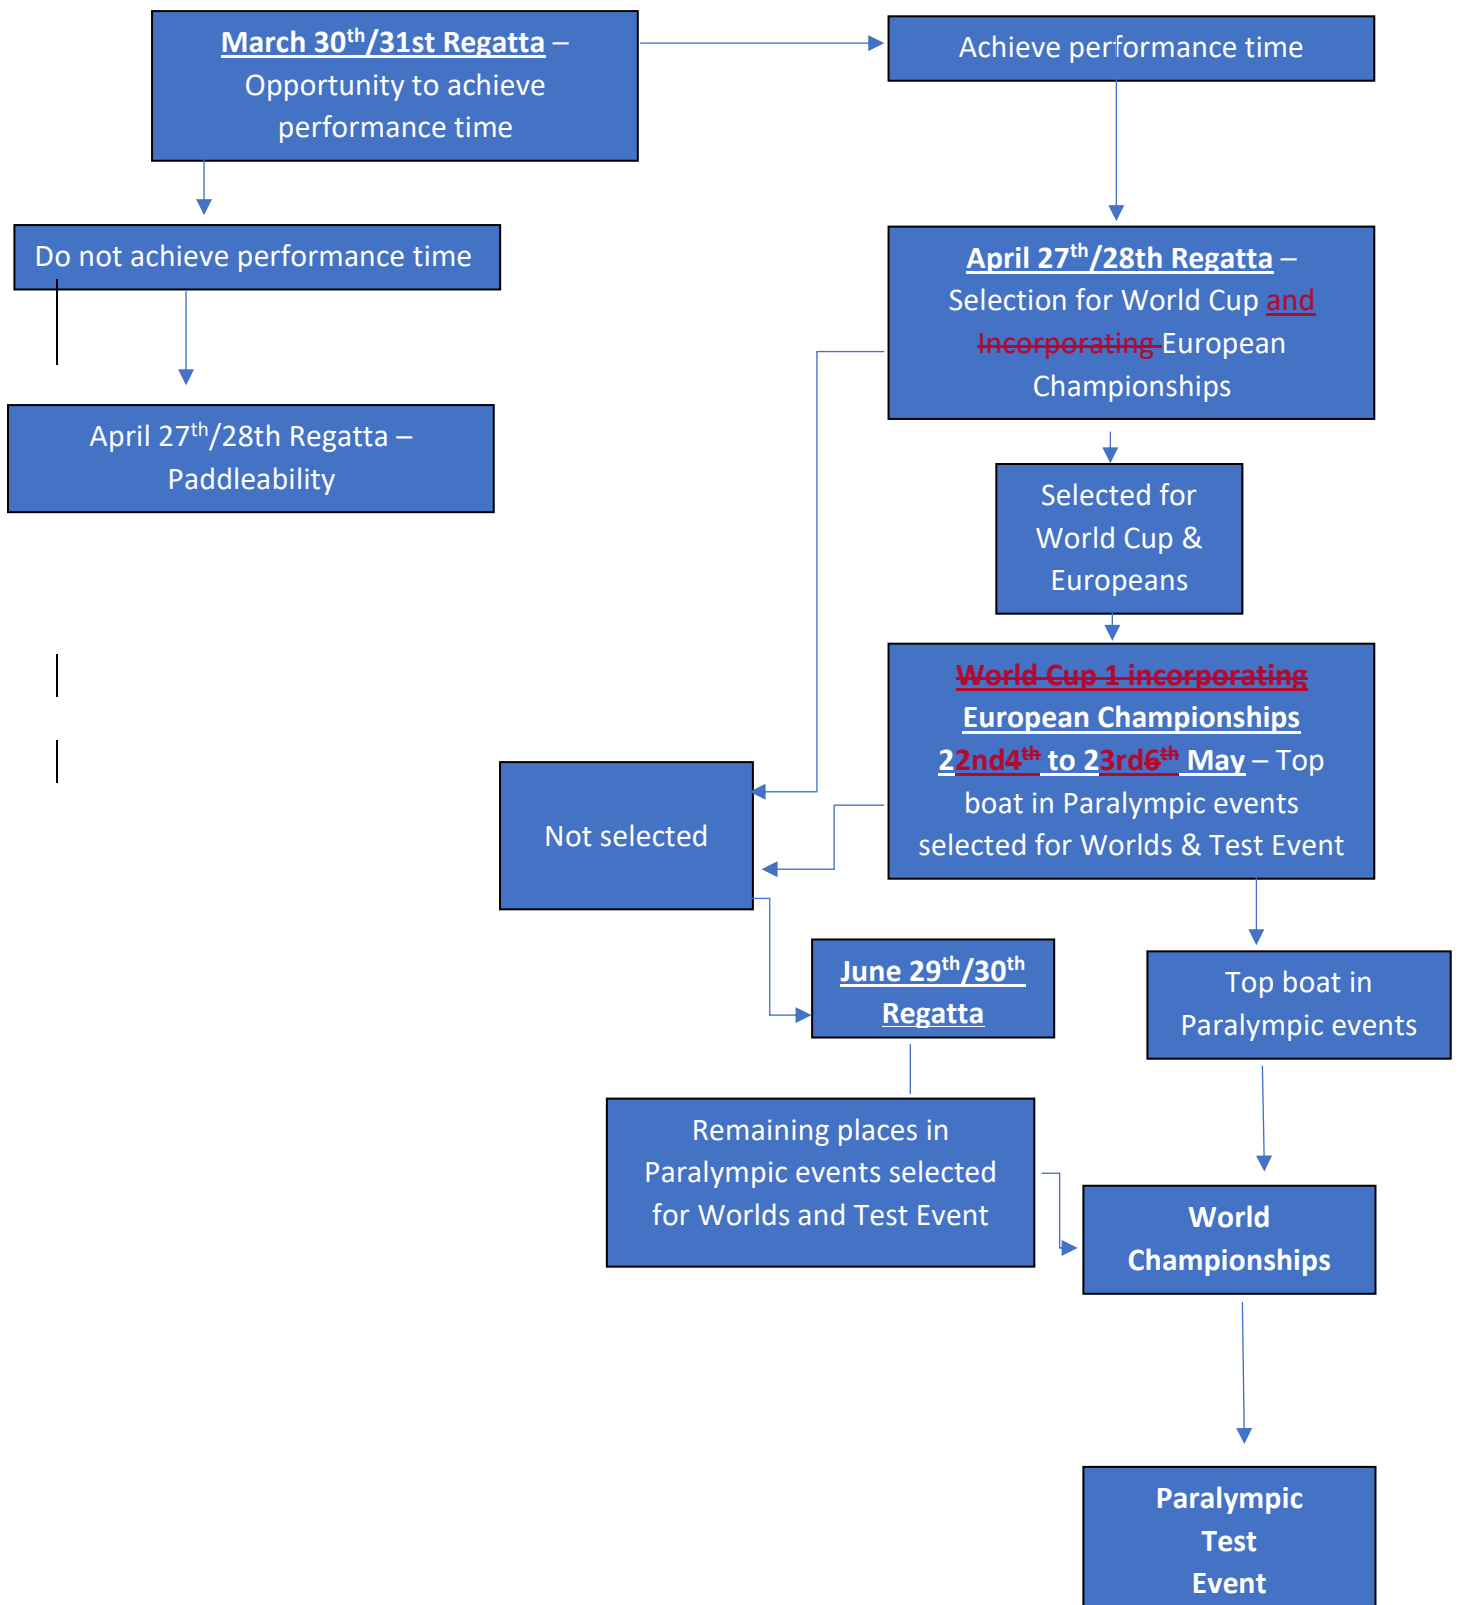 March 30th/31st Regatta –
Opportunity to achieve
performance time
Achieve performance time
Do not achieve performance time
April 27th/28th Regatta –
Selection for World Cup and
Incorporating European
Championships
April 27th/28th Regatta –
Paddleability
Selected for
World Cup &
Europeans
World Cup 1 incorporating
European Championships
22nd4th to 23rd6th May – Top
boat in Paralympic events
selected for Worlds & Test Event
Not selected
June 29th/30th
Regatta
Top boat in
Paralympic events
Remaining places in
Paralympic events selected
for Worlds and Test Event
World
Championships
Paralympic
Test
Event